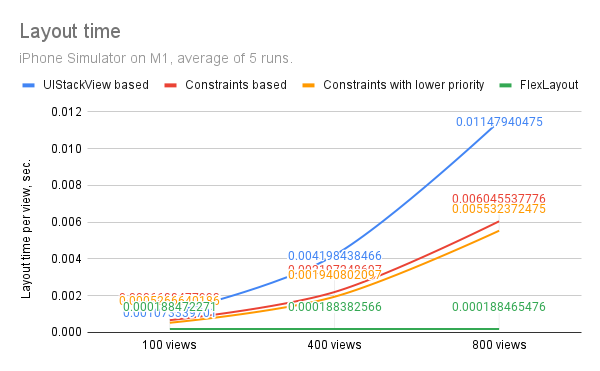 Layout time
iPhone Simulator on M1, average of 5 runs.
UIStackView based
Constraints based
Constraints with lower priority
FlexLayout
0.012
0.010
0.008
0.006
0.004
0.002
0.000
Layout time per view, sec.
0.01147940475
0.006045537776
0.005532372475
0.004198438466
0.001940802097
0.000188472271
0.000188382566
0.000188465476
100 views
400 views
800 views